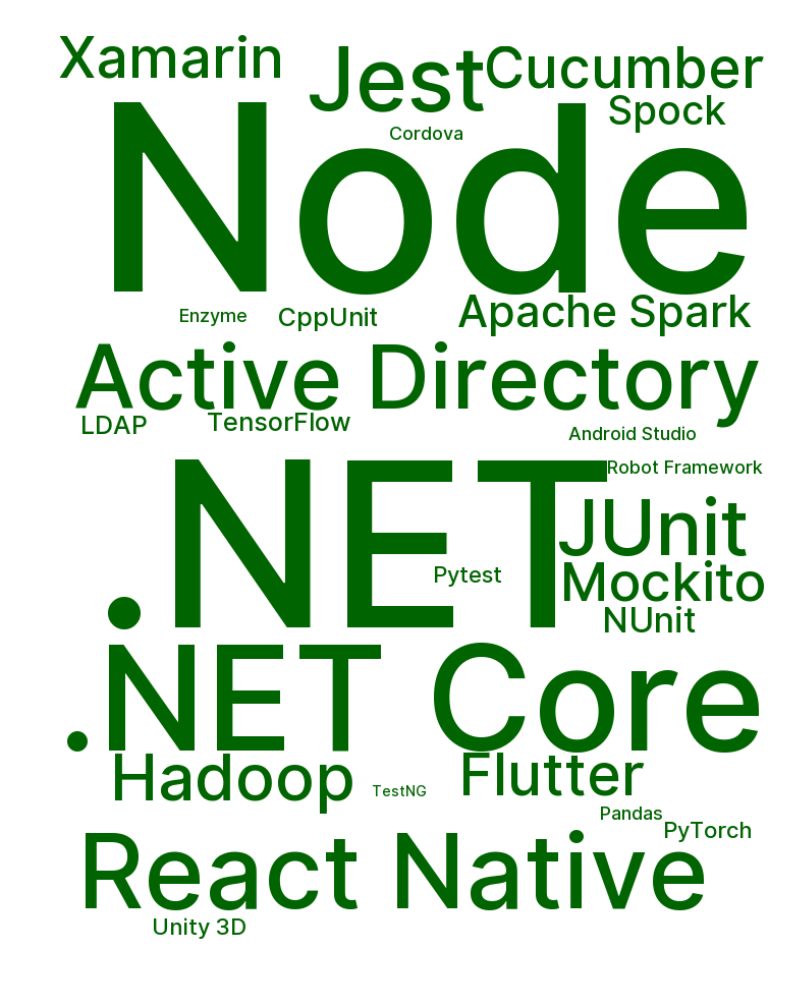 Xamarin
Jest
Cucumber
Spock
Cordova
Node
Enzyme
CppUnit
Apache Spark
Active Directory
LDAP
TensorFlow
Android Studio
Robot Framework
.NET
JUnit
Pytest
Mockito
NUnit
.NET Core
Hadoop
TestNG
Flutter
Pandas
PyTorch
React Native
Unity 3D